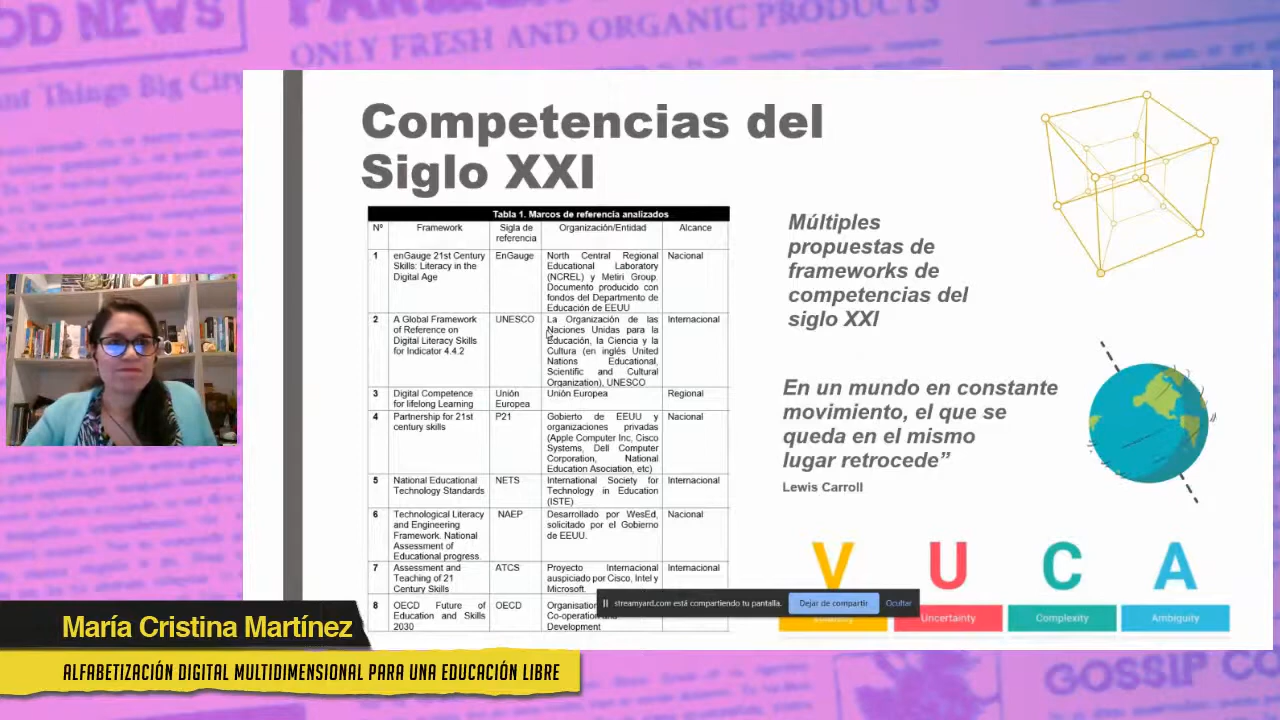 OD NEWS
ONLY FRESH AND ORGANIC PRODUCTS
ant Things Big City
Competencias del
Siglo XXI
Tabla 1. Marcos de referencia analizados
Nº Framework Sigla de referencia Organización/Entidad Alcance
1 enGauge 21st Century Skills: Literacy in the Digital Age EnGauge North Central Regional Educational Laboratory (NCREL) y Metiri Group. Documento producido con fondos del Departmento de Educación de EEUU Nacional
2 A Global Framework of Reference on Digital Literacy Skills for Indicator 4.4.2 UNESCO La Organización de las Naciones Unidas para la Educación, la Ciencia y la Cultura (en inglés United Nations Educational, Scientific and Cultural Organization), UNESCO Internacional
3 Digital Competence for lifelong Learning Unión Europea Unión Europea Regional
4 Partnership for 21st century skills P21 Gobierto de EEUU y organizaciones privadas (Apple Computer Inc, Cisco Systems, Dell Computer Corporation, National Education Asociation, etc) Nacional
5 National Educational Technology Standards NETS International Society for Technology in Education (ISTE) Internacional
6 Technological Literacy and Engineering Framework. National Assessment of Educational progress NAEP Desarrollado por WesEd, solicitado por el Gobierno de EEUU. Nacional
7 Assessment and Teaching of 21 Century Skills ATCS Proyecto Internacional auspiciado por Cisco, Intel y Microsoft. Internacional
8 OECD Future of Education and Skills 2030 OECD Organisation Co-operation Development
Múltiples
propuestas de
frameworks de
competencias del
siglo XXI
En un mundo en constante
movimiento, el que se
queda en el mismo
lugar retrocede”
Lewis Carroll
V U C A
Uncertainty Complexity Ambiguity
streamyard.com está compartiendo tu pantalla. Dejar de compartir Ocultar
María Cristina Martínez
ALFABETIZACIÓN DIGITAL MULTIDIMENSIONAL PARA UNA EDUCACIÓN LIBRE
GOSSIP CO